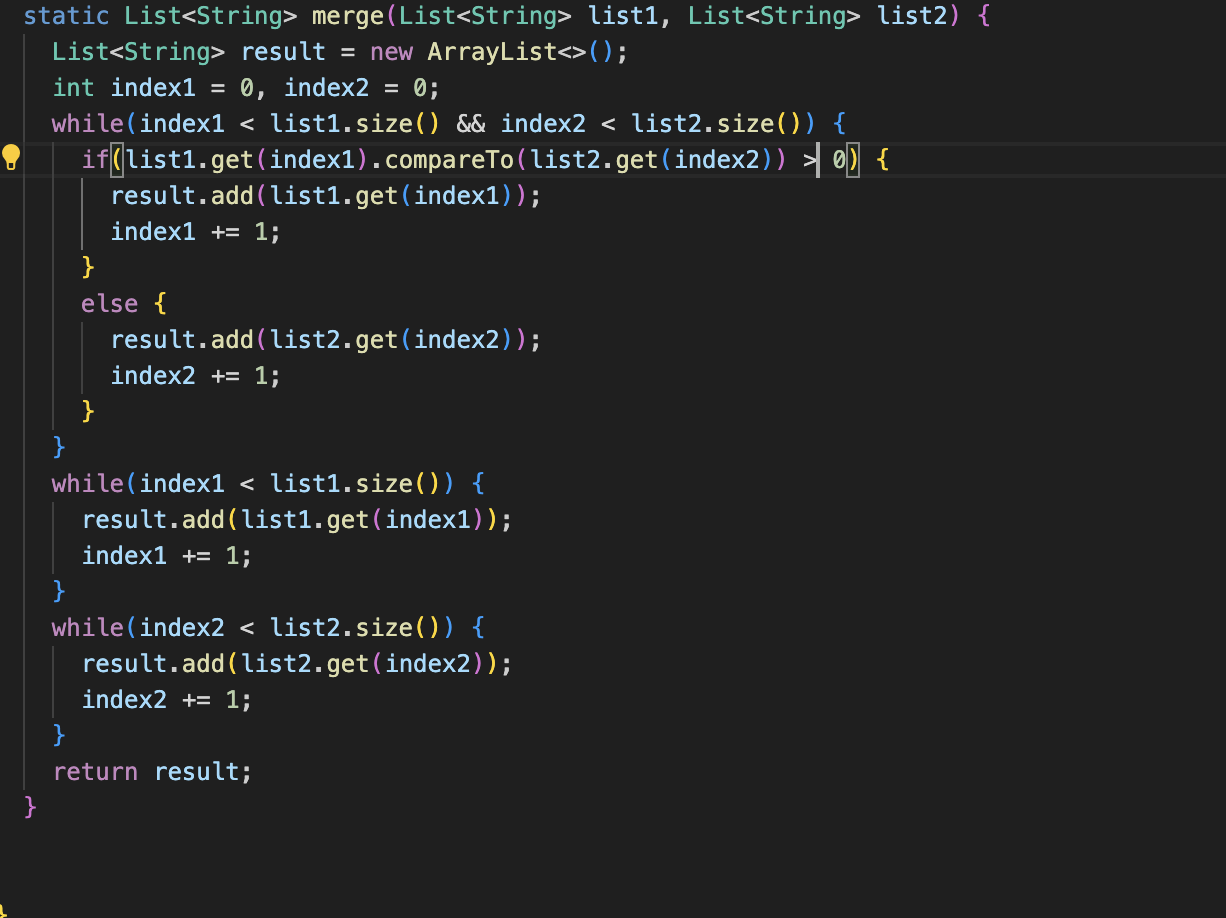 static List<String> merge(List<String> list1, List<String> list2) {
List<String> result = new ArrayList<>();
int index1 = 0, index2 = 0;
while(index1 < list1.size() && index2 < list2.size()) {
if(list1.get(index1).compareTo(list2.get(index2)) > 0) {
result.add(list1.get(index1));
index1 += 1;
}
else {
result.add(list2.get(index2));
index2 += 1;
}
}
while(index1 < list1.size()) {
result.add(list1.get(index1));
index1 += 1;
}
while(index2 < list2.size()) {
result.add(list2.get(index2));
index2 += 1;
}
return result;
}
}